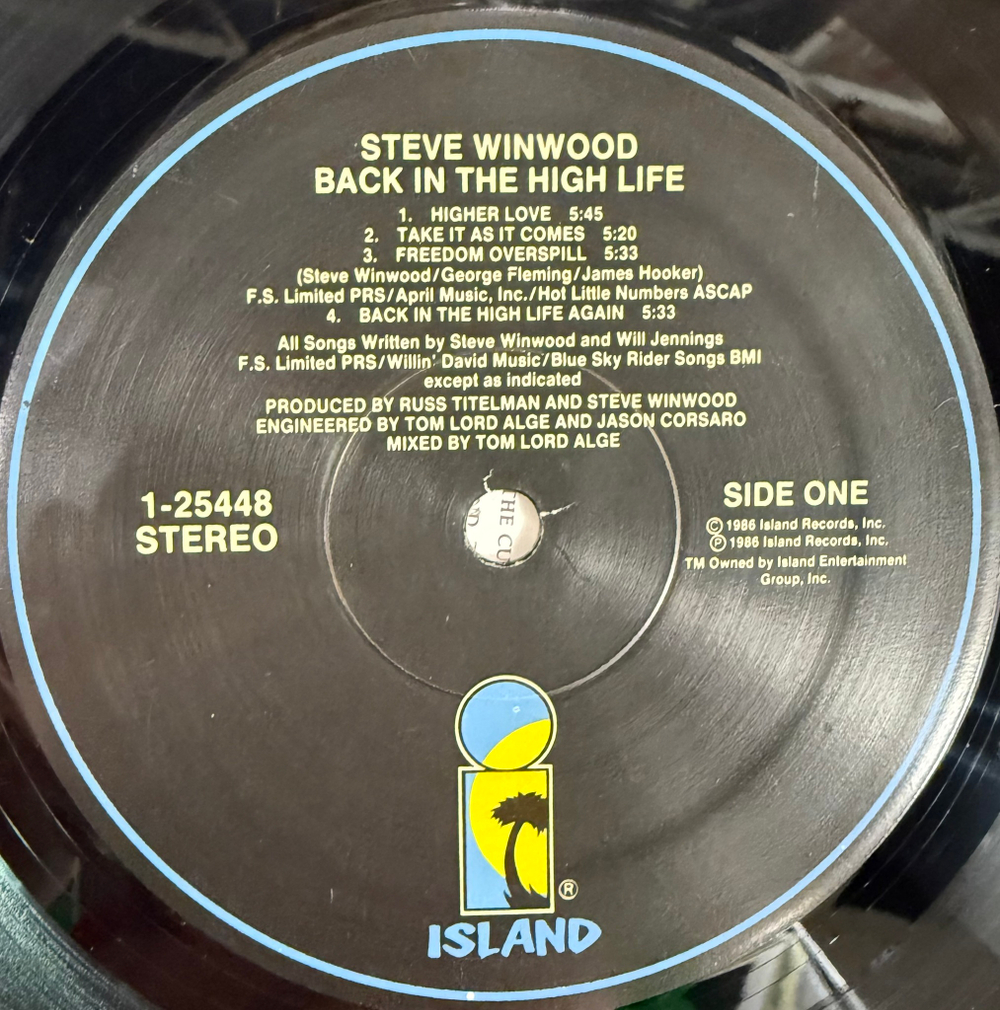 STEVE WINWOOD
BACK IN THE HIGH LIFE
1. HIGHER LOVE 5:45
2. TAKE IT AS IT COMES 5:20
3. FREEDOM OVERSPILL 5:33
(Steve Winwood/George Fleming/James Hooker)
F.S. Limited PRS/April Music, Inc./Hot Little Numbers ASCAP
4. BACK IN THE HIGH LIFE AGAIN 5:33
All Songs Written by Steve Winwood and Will Jennings
F.S. Limited PRS/Willin' David Music/Blue Sky Rider Songs BMI
except as indicated
PRODUCED BY RUSS TITELMAN AND STEVE WINWOOD
ENGINEERED BY TOM LORD ALGE AND JASON CORSARO
MIXED BY TOM LORD ALGE
1-25448
STEREO
SIDE ONE
© 1986 Island Records, Inc.
℗ 1986 Island Records, Inc.
TM Owned by Island Entertainment
Group, Inc.
THE CU
®
ISLAND